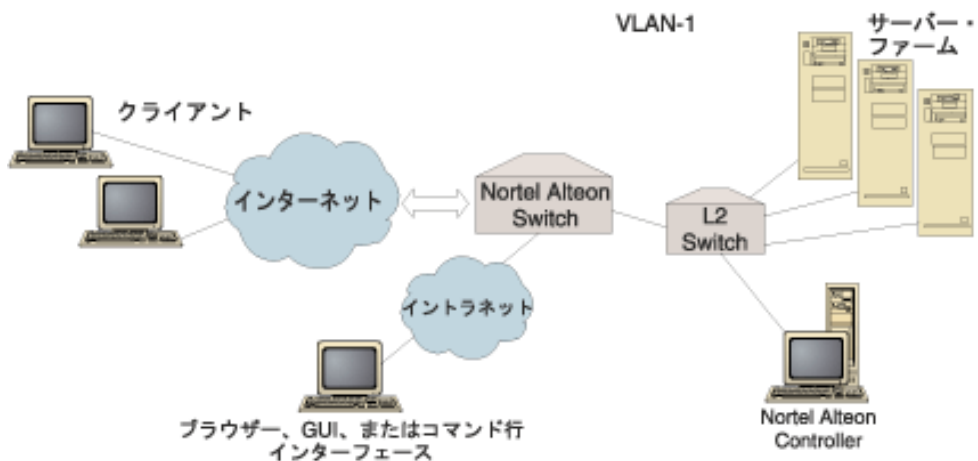 VLAN-1
サーバー・
ファーム
クライアント
インターネット
Nortel Alteon
Switch
L2
Switch
イントラネット
ブラウザー、GUI、またはコマンド行
インターフェース
Nortel Alteon
Controller